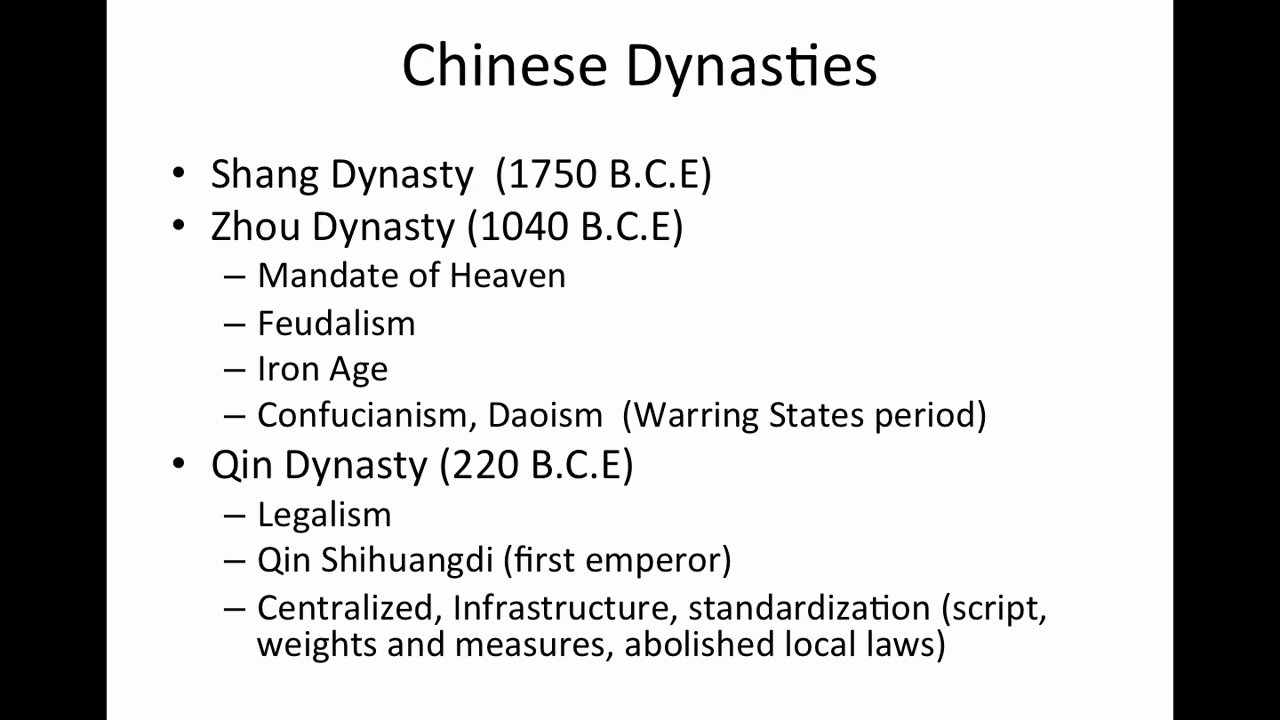 Chinese Dynasties
• Shang Dynasty (1750 B.C.E)
• Zhou Dynasty (1040 B.C.E)
– Mandate of Heaven
– Feudalism
– Iron Age
– Confucianism, Daoism (Warring States period)
• Qin Dynasty (220 B.C.E)
– Legalism
– Qin Shihuangdi (first emperor)
– Centralized, Infrastructure, standardization (script,
weights and measures, abolished local laws)